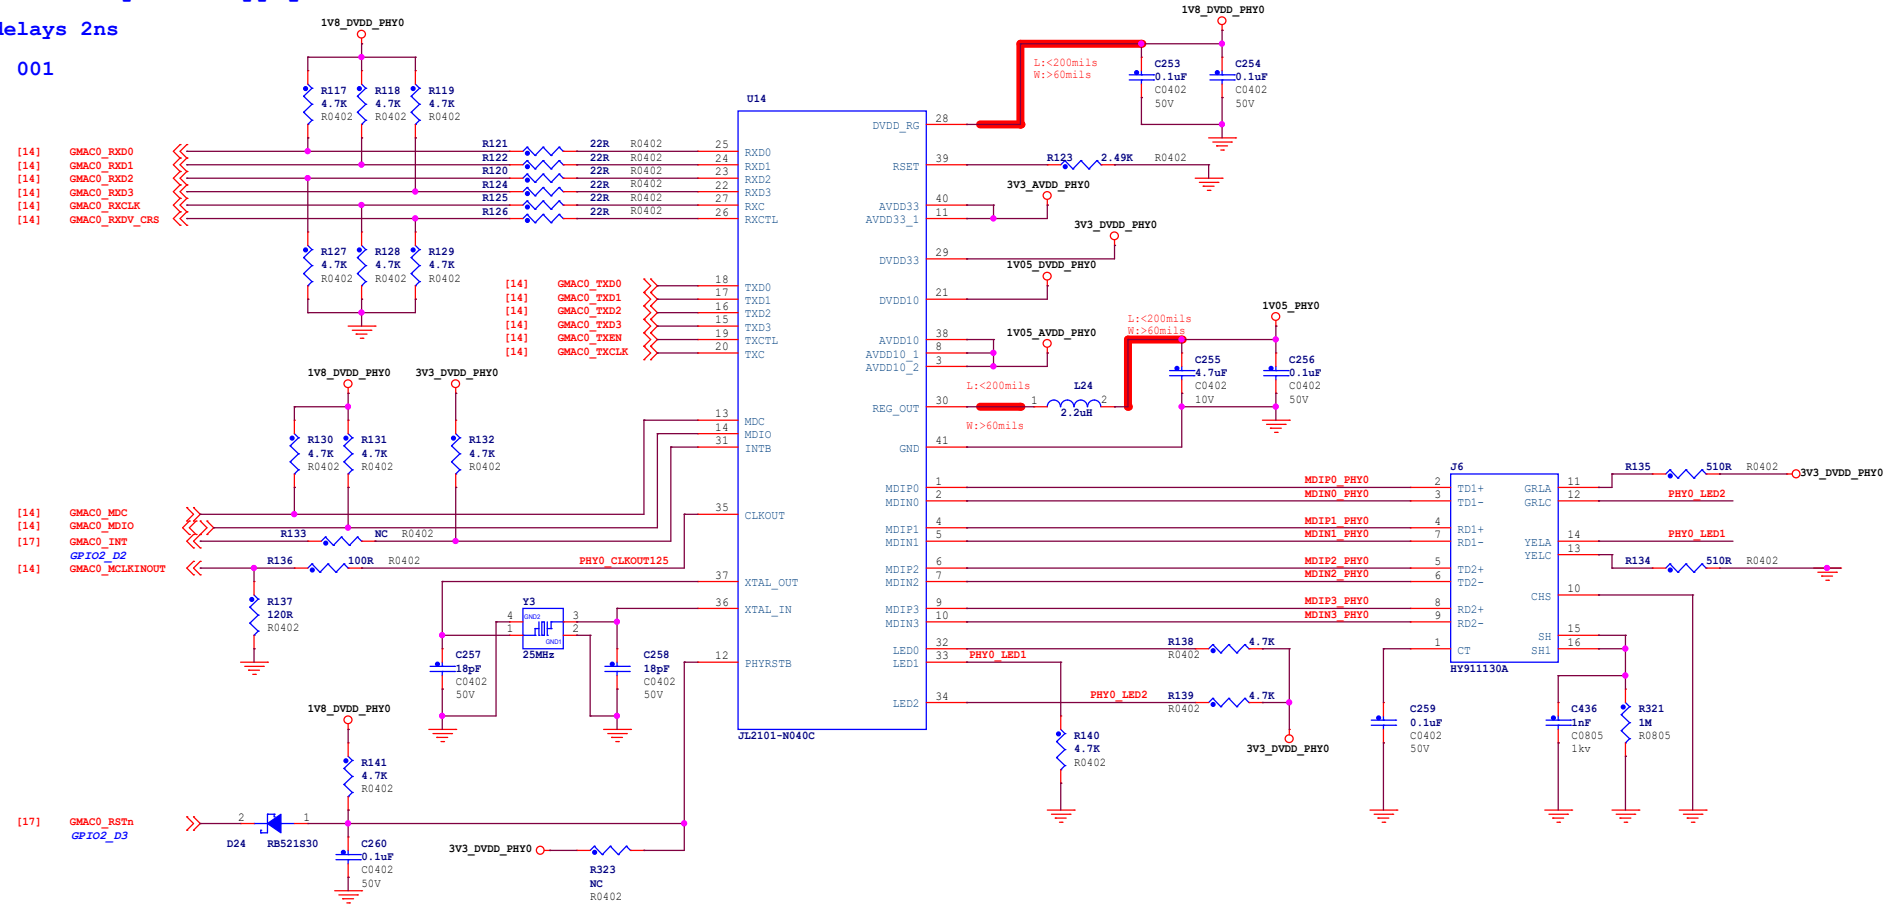 delays 2ns
001
1V8_DVDD_PHY0
R117 R118 R119
4.7K 4.7K 4.7K
R0402 R0402 R0402
[14] GMAC0_RXD0
[14] GMAC0_RXD1
[14] GMAC0_RXD2
[14] GMAC0_RXD3
[14] GMAC0_RXCLK
[14] GMAC0_RXDV_CRS
R121 22R R0402 25
R122 22R R0402 24
R120 22R R0402 23
R124 22R R0402 22
R125 22R R0402 27
R126 22R R0402 26
R127 R128 R129
4.7K 4.7K 4.7K
R0402 R0402 R0402
[14] GMAC0_TXD0 18
[14] GMAC0_TXD1 17
[14] GMAC0_TXD2 16
[14] GMAC0_TXD3 15
[14] GMAC0_TXEN 19
[14] GMAC0_TXCLK 20
1V8_DVDD_PHY0 3V3_DVDD_PHY0
R130 R131 R132
4.7K 4.7K 4.7K
R0402 R0402 R0402
13
14
31
[14] GMAC0_MDC
[14] GMAC0_MDIO
[17] GMAC0_INT
GPIO2_D2
[14] GMAC0_MCLKINOUT
R133 NC R0402
R136 100R R0402 PHY0_CLKOUT125
35
R137
120R
R0402
37
36
Y3
4 GND2 3
1 GND1 2
25MHz
C257
18pF
C0402
50V
C258
18pF
C0402
50V
12
1V8_DVDD_PHY0
R141
4.7K
R0402
[17] GMAC0_RSTn
GPIO2_D3
2 1
D24 RB521S30
C260
0.1uF
C0402
50V
3V3_DVDD_PHY0
R323
NC
R0402
U14
RXD0
RXD1
RXD2
RXD3
RXC
RXCTL
TXD0
TXD1
TXD2
TXD3
TXCTL
TXC
MDC
MDIO
INTB
CLKOUT
XTAL_OUT
XTAL_IN
PHYRSTB
DVDD_RG 28
RSET 39
AVDD33 40
AVDD33_1 11
DVDD33 29
DVDD10 21
AVDD10 38
AVDD10_1 8
AVDD10_2 3
REG_OUT 30
GND 41
MDIP0 1
MDIN0 2
MDIP1 4
MDIN1 5
MDIP2 6
MDIN2 7
MDIP3 9
MDIN3 10
LED0 32
LED1 33
LED2 34
JL2101-N040C
1V8_DVDD_PHY0
L:<200mils
W:>60mils
C253
0.1uF
C0402
50V
C254
0.1uF
C0402
50V
R123 2.49K R0402
3V3_AVDD_PHY0
3V3_DVDD_PHY0
1V05_DVDD_PHY0
1V05_AVDD_PHY0
1V05_PHY0
L:<200mils
W:>60mils
L:<200mils
W:>60mils
1 L24 2
2.2uH
C255
4.7uF
C0402
10V
C256
0.1uF
C0402
50V
MDIP0_PHY0
MDIN0_PHY0
MDIP1_PHY0
MDIN1_PHY0
MDIP2_PHY0
MDIN2_PHY0
MDIP3_PHY0
MDIN3_PHY0
R138 4.7K
R0402
PHY0_LED1
PHY0_LED2 R139 4.7K
R0402
R140
4.7K
R0402
3V3_DVDD_PHY0
J6
2 TD1+ GRLA 11
3 TD1- GRLC 12
4 RD1+
7 RD1- YELA 14
YELC 13
5 TD2+
6 TD2-
CHS 10
8 RD2+
9 RD2-
SH 15
1 CT SH1 16
HY911130A
R135 510R R0402 3V3_DVDD_PHY0
PHY0_LED2
PHY0_LED1
R134 510R R0402
C259
0.1uF
C0402
50V
C436
1nF
C0805
1kv
R321
1M
R0805